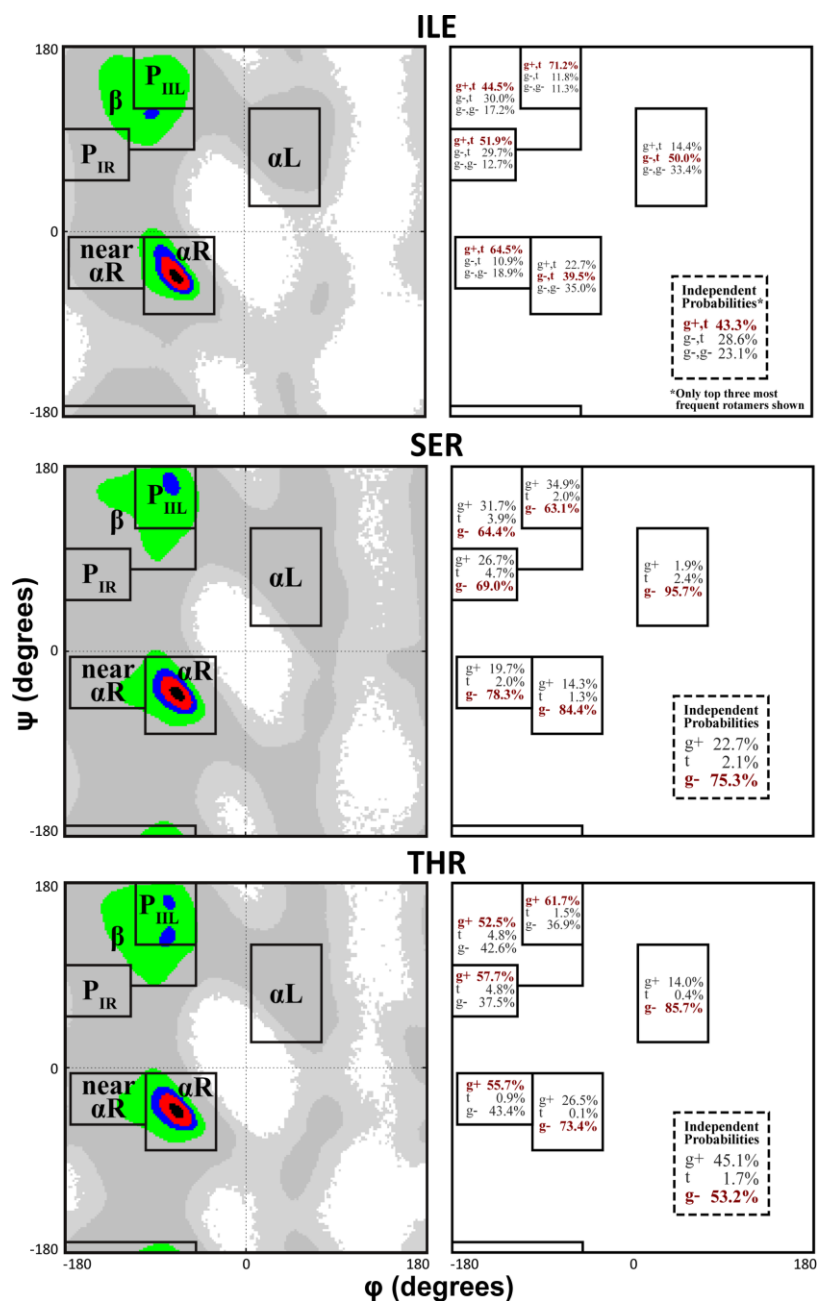 ILE
180
P IIL
β
P IR
αL
0
near
αR
αR
-180
g+,t 71.2%
g-,t 11.8%
g-,g- 11.3%
g+,t 44.5%
g-,t 30.0%
g-,g- 17.2%
g+,t 51.9%
g-,t 29.7%
g-,g- 12.7%
g+,t 14.4%
g-,t 50.0%
g-,g- 33.4%
g+,t 64.5%
g-,t 10.9%
g-,g- 18.9%
g+,t 22.7%
g-,t 39.5%
g-,g- 35.0%
Independent
Probabilities*
g+,t 43.3%
g-,t 28.6%
g-,g- 23.1%
*Only top three most
frequent rotamers shown
SER
180
P IIL
β
P IR
αL
0
near
αR
αR
-180
g+ 34.9%
t 2.0%
g- 63.1%
g+ 31.7%
t 3.9%
g- 64.4%
g+ 26.7%
t 4.7%
g- 69.0%
g+ 1.9%
t 2.4%
g- 95.7%
g+ 19.7%
t 2.0%
g- 78.3%
g+ 14.3%
t 1.3%
g- 84.4%
Independent
Probabilities
g+ 22.7%
t 2.1%
g- 75.3%
Ψ (degrees)
THR
180
P IIL
β
P IR
αL
0
near
αR
αR
-180
g+ 61.7%
t 1.5%
g- 36.9%
g+ 52.5%
t 4.8%
g- 42.6%
g+ 57.7%
t 4.8%
g- 37.5%
g+ 14.0%
t 0.4%
g- 85.7%
g+ 55.7%
t 0.9%
g- 43.4%
g+ 26.5%
t 0.1%
g- 73.4%
Independent
Probabilities
g+ 45.1%
t 1.7%
g- 53.2%
-180 0 180 -180 0 180
φ (degrees)